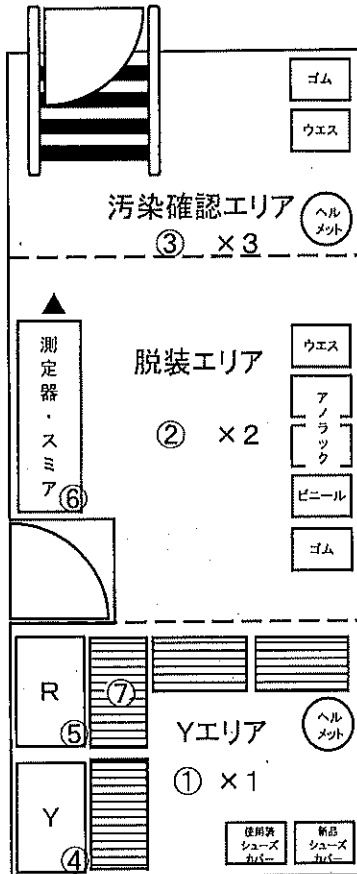 ゴム
ウエス
汚染確認エリア
ヘル
メット
③ ×3
▲
測定器・スミア
⑥
脱装エリア
② ×2
ウエス
アノラック
ビニール
ゴム
R
⑤
⑦
Yエリア
ヘル
メット
① ×1
Y
④
使用済
シューズ
カバー
新品
シューズ
カバー